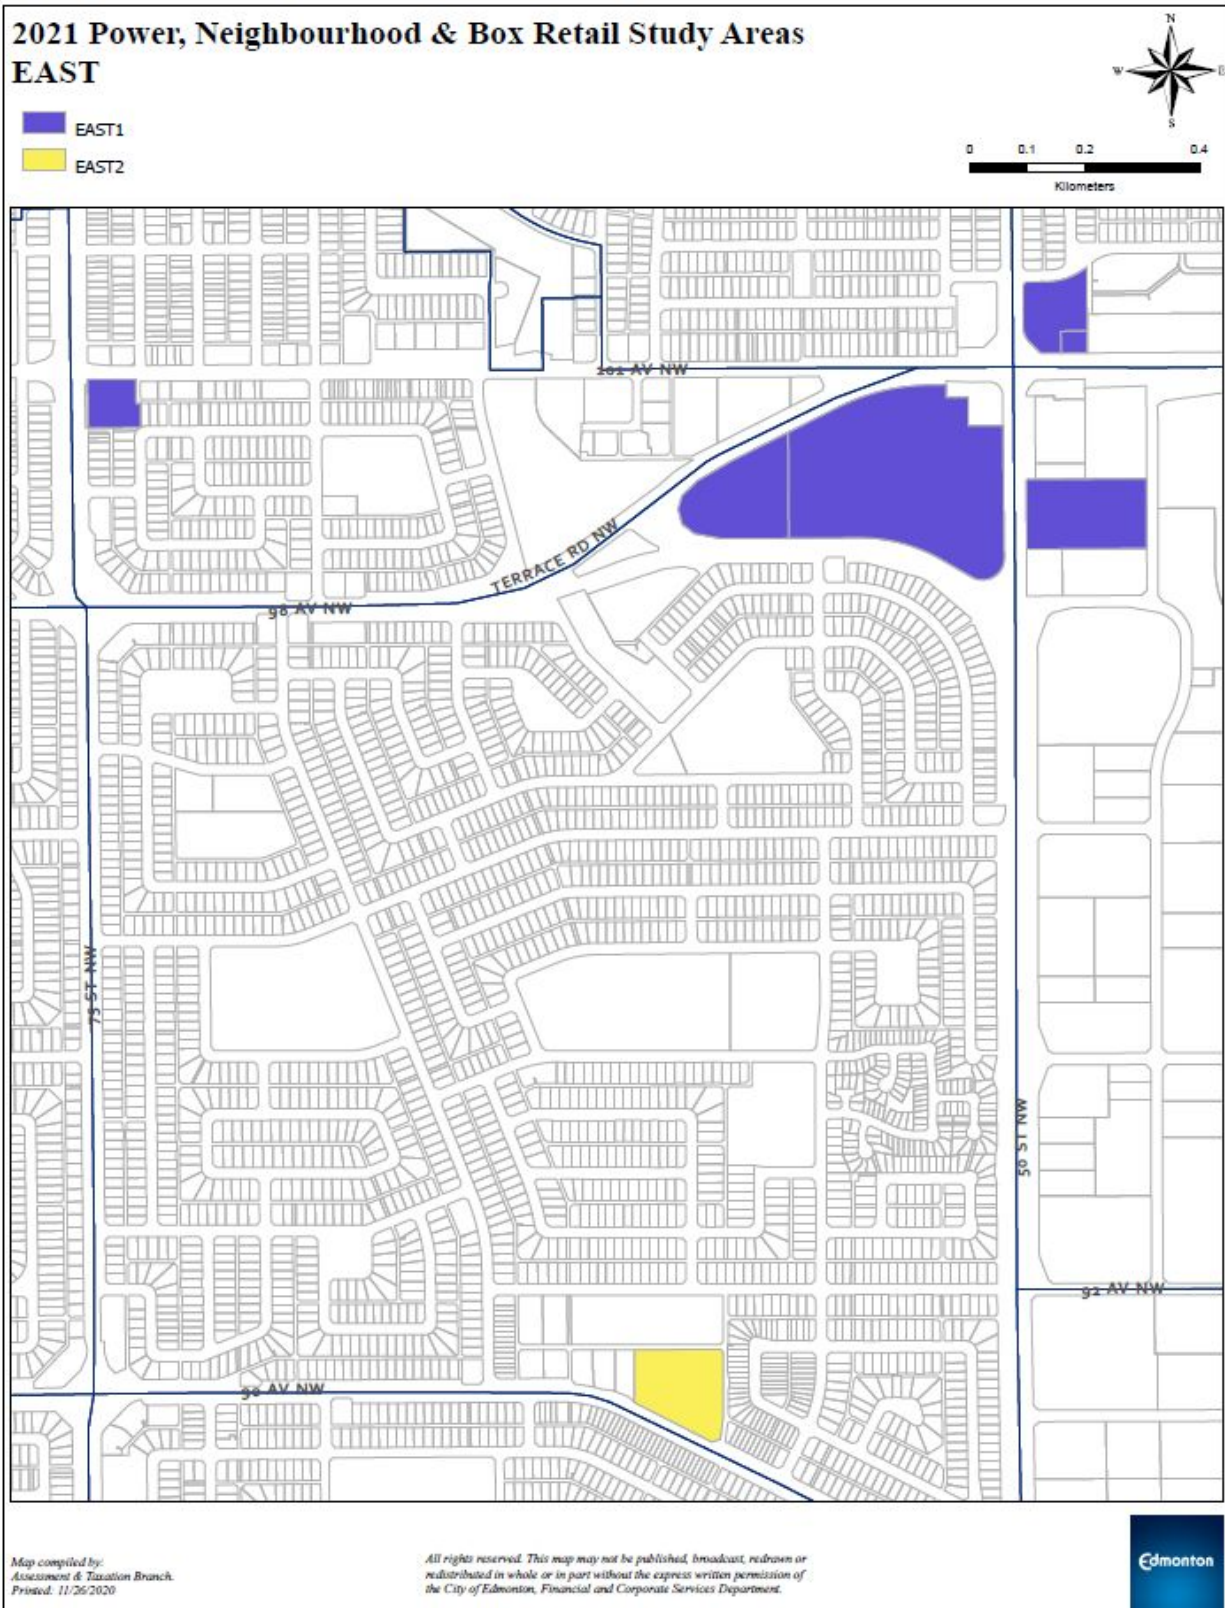 2021 Power, Neighbourhood & Box Retail Study Areas
EAST
N
W
E
S
EAST1
EAST2
0 0.1 0.2 0.4
Kilometers
101 AV NW
TERRACE RD NW
98 AV NW
75 ST NW
50 ST NW
92 AV NW
90 AV NW
Map compiled by:
Assessment & Taxation Branch.
Printed: 11/26/2020
All rights reserved. This map may not be published, broadcast, redrawn or
redistributed in whole or in part without the express written permission of
the City of Edmonton, Financial and Corporate Services Department.
Edmonton